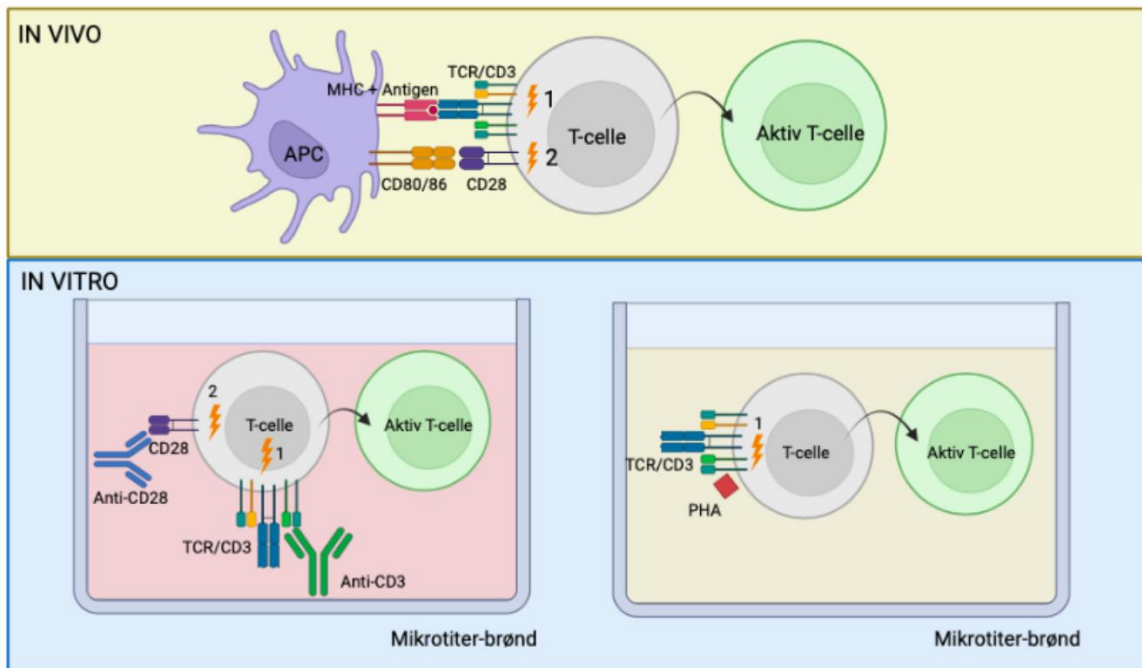 IN VIVO
TCR/CD3
MHC + Antigen
1
APC
T-celle
Aktiv T-celle
2
CD80/86
CD28
IN VITRO
2
T-celle
Aktiv T-celle
CD28
1
Anti-CD28
TCR/CD3
Anti-CD3
Mikrotiter-brønd
1
T-celle
Aktiv T-celle
TCR/CD3
PHA
Mikrotiter-brønd